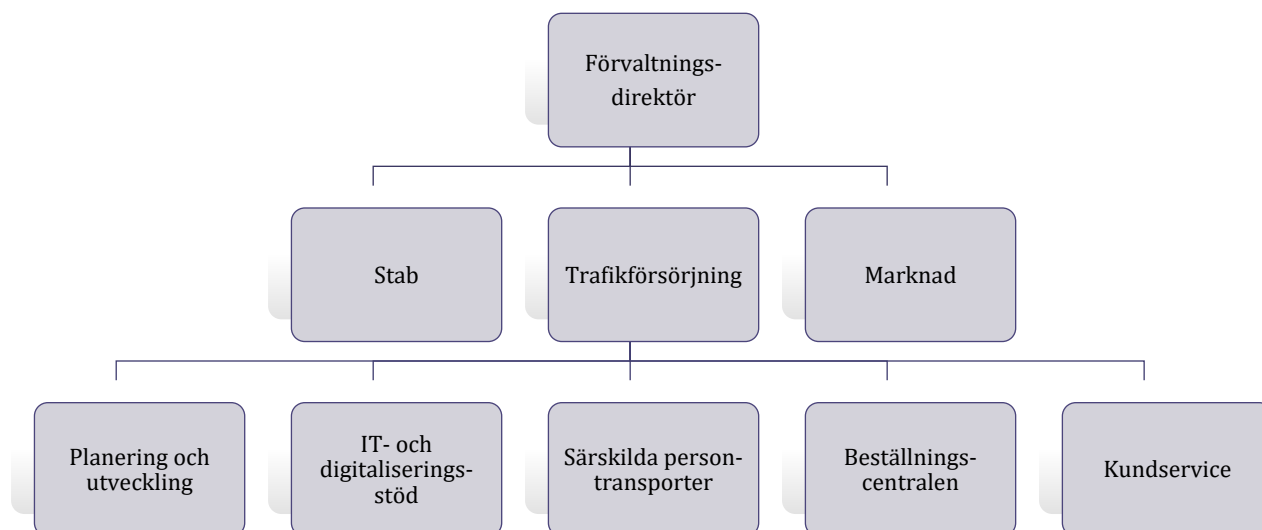 Förvaltnings-
direktör
Stab
Trafikförsörjning
Marknad
Planering och
utveckling
IT- och
digitaliserings-
stöd
Särskilda person-
transporter
Beställnings-
centralen
Kundservice